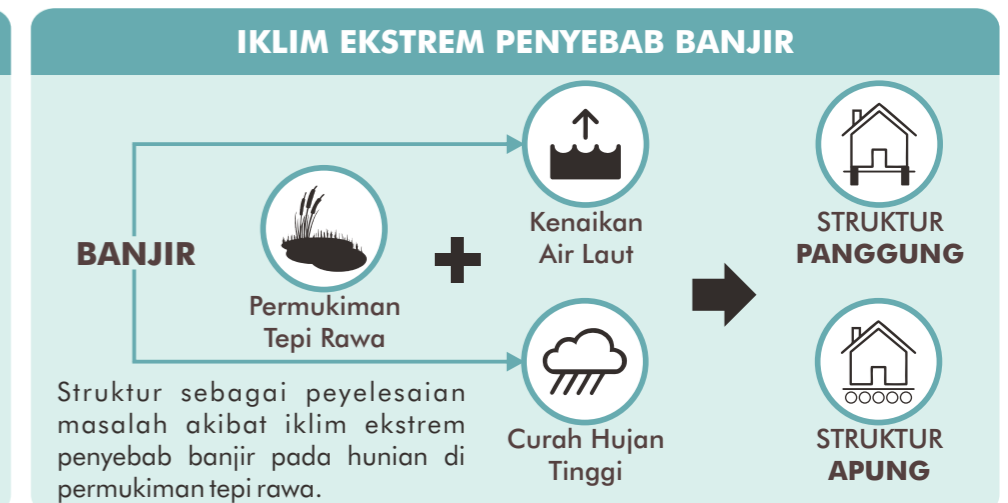 IKLIM EKSTREM PENYEBAB BANJIR
BANJIR
Permukiman
Tepi Rawa
Kenaikan
Air Laut
Curah Hujan
Tinggi
STRUKTUR
PANGGUNG
STRUKTUR
APUNG
Struktur sebagai peyelesaian
masalah akibat iklim ekstrem
penyebab banjir pada hunian di
permukiman tepi rawa.